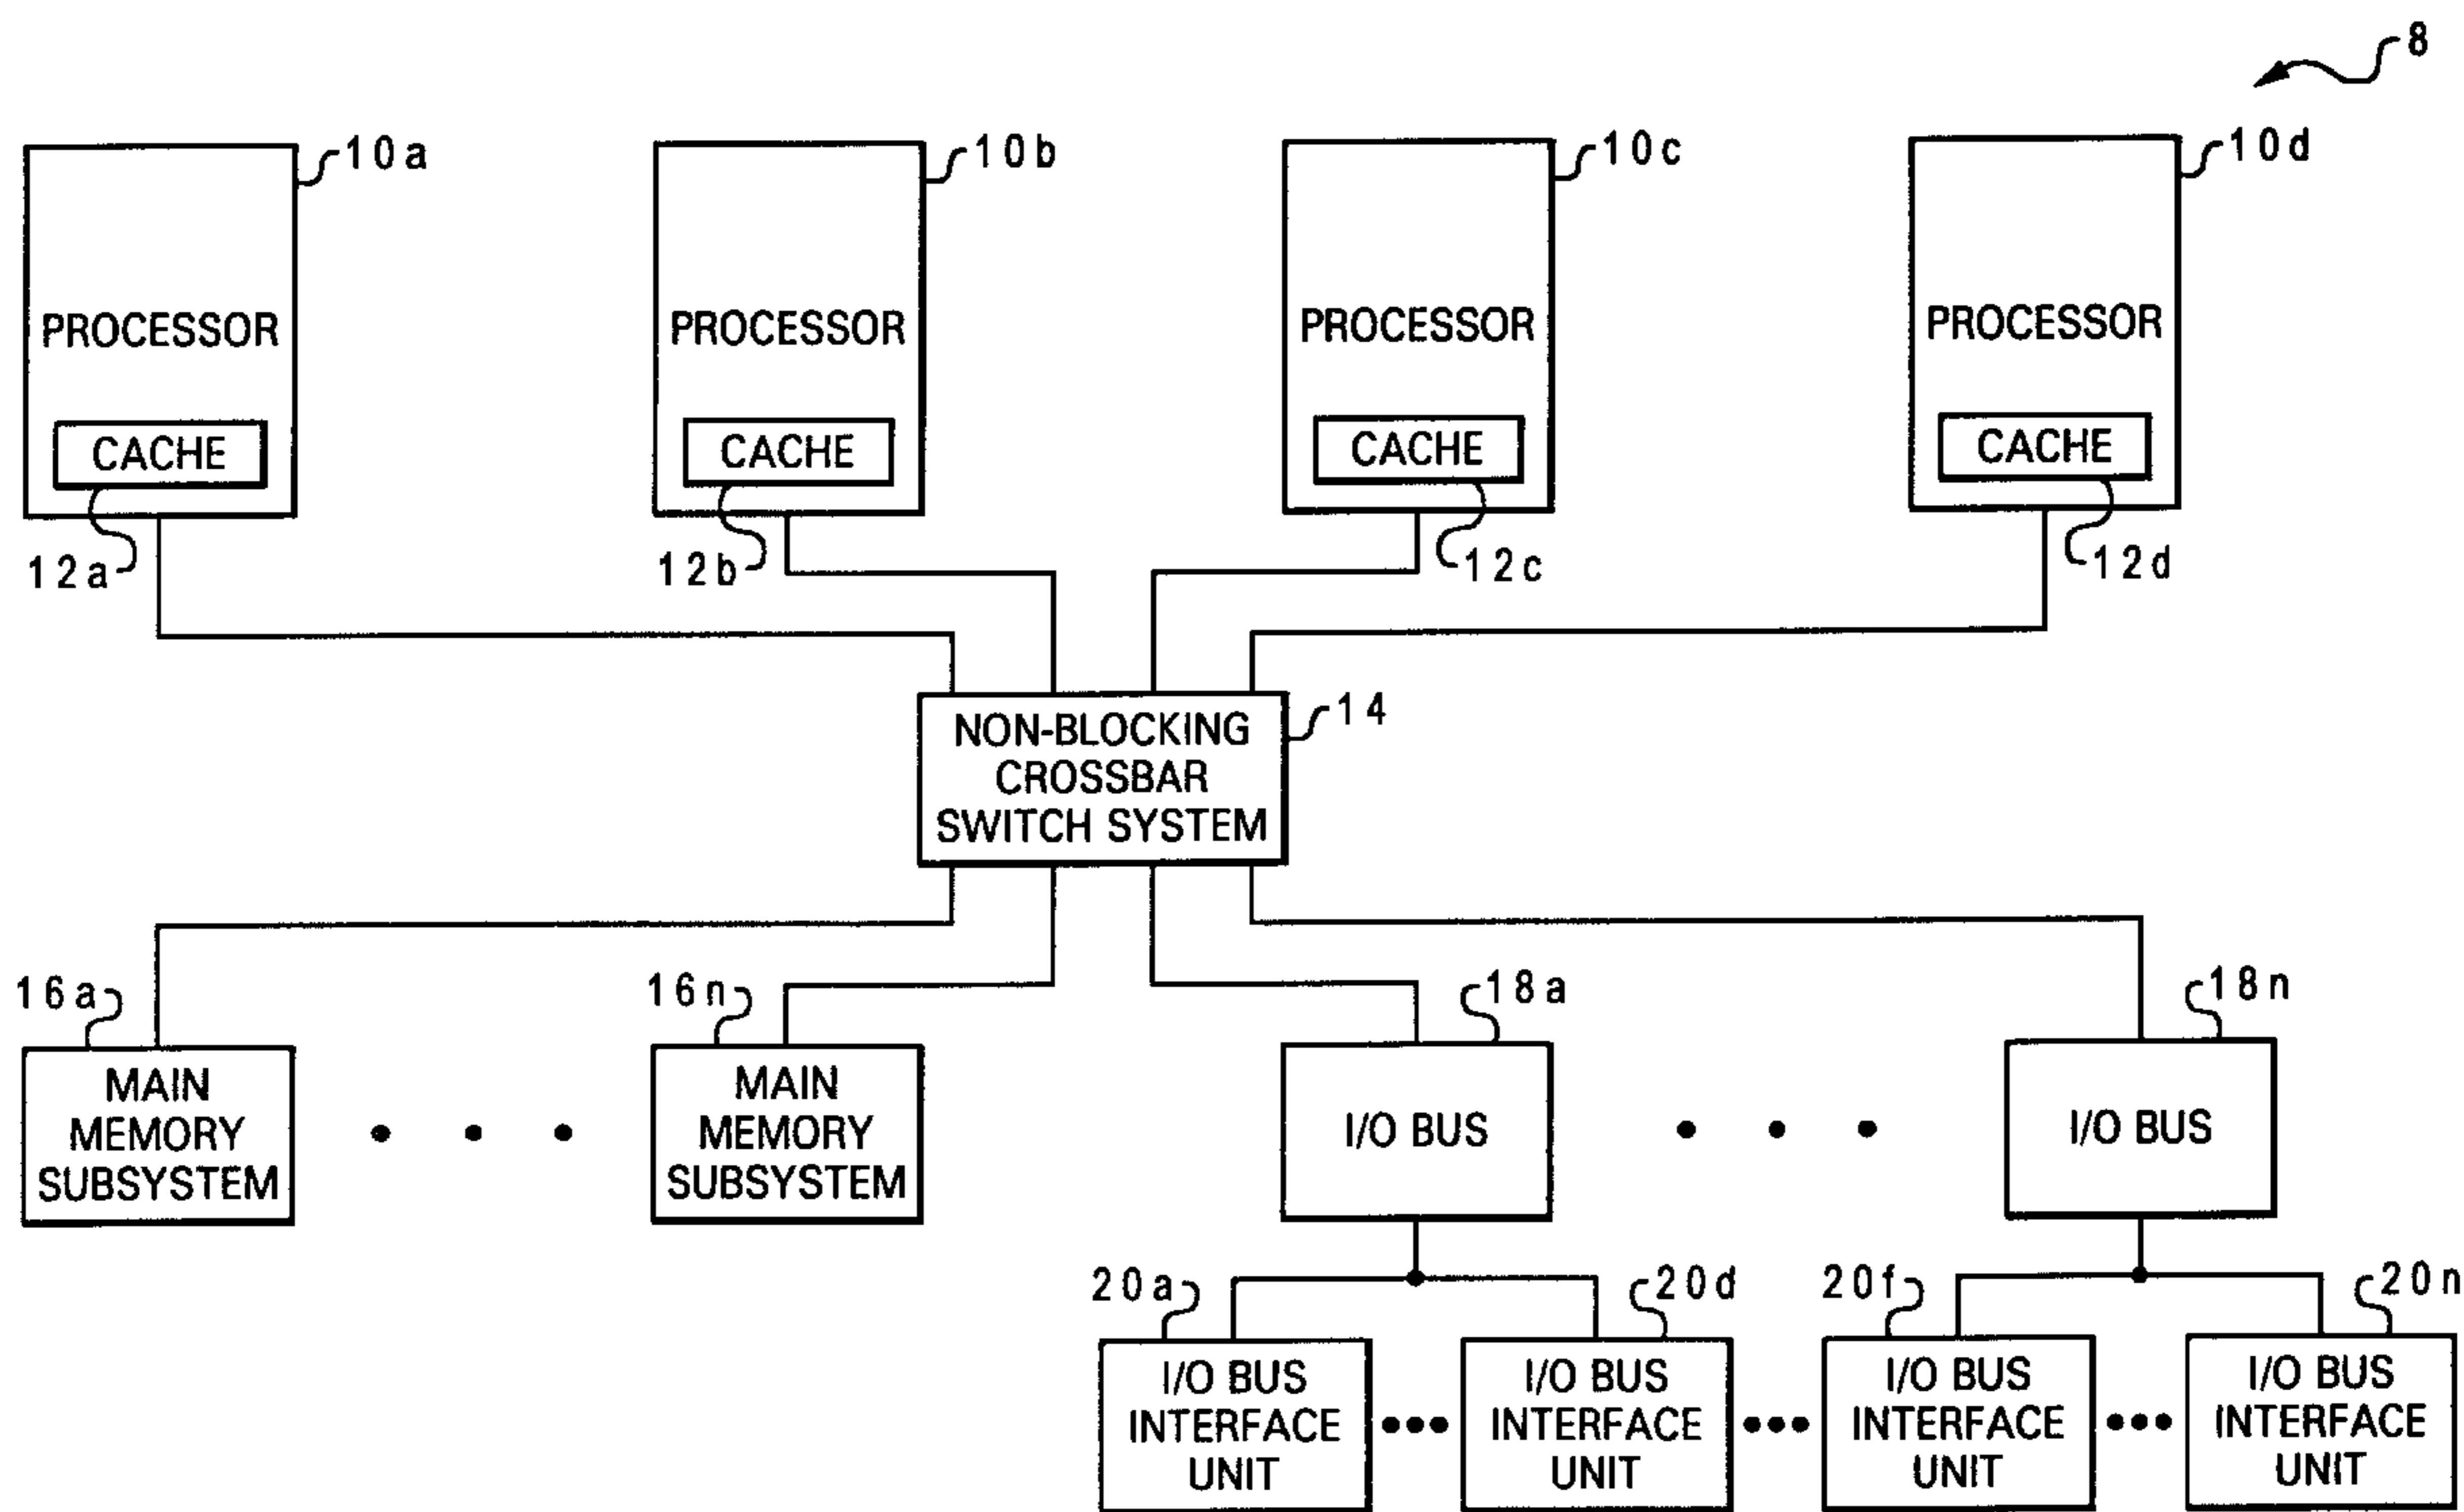 8
10a
10b
10c
10d
PROCESSOR
PROCESSOR
PROCESSOR
PROCESSOR
CACHE
CACHE
CACHE
CACHE
12a
12b
12c
12d
NON-BLOCKING
CROSSBAR
SWITCH SYSTEM
14
16a
16n
18a
18n
MAIN
MEMORY
SUBSYSTEM
MAIN
MEMORY
SUBSYSTEM
I/O BUS
I/O BUS
20a
20d
20f
20n
I/O BUS
INTERFACE
UNIT
I/O BUS
INTERFACE
UNIT
I/O BUS
INTERFACE
UNIT
I/O BUS
INTERFACE
UNIT